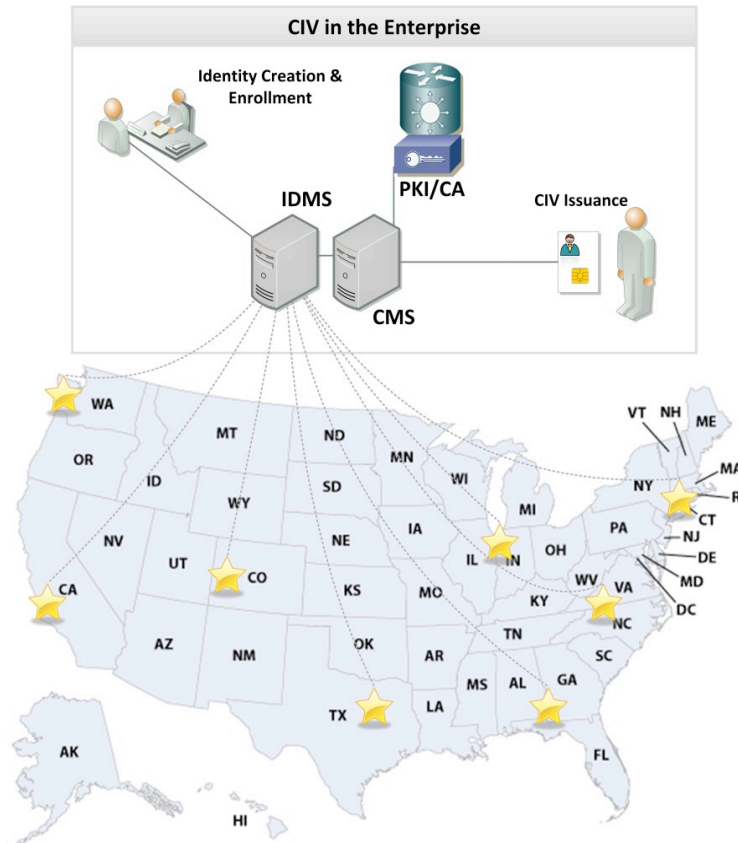 CIV in the Enterprise
Identity Creation &
Enrollment
PKI/CA
CIV Issuance
IDMS
CMS
WA
OR
CA
NV
ID
MT
WY
UT
CO
AZ
NM
ND
SD
NE
KS
OK
TX
MN
IA
MO
AR
LA
WI
IL
MI
IN
OH
KY
TN
MS
AL
GA
FL
SC
NC
VA
WV
PA
NY
VT
NH
ME
MA
R
CT
NJ
DE
MD
DC
AK
HI